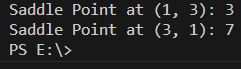 Saddle Point at (1, 3): 3
Saddle Point at (3, 1): 7
PS E:\>